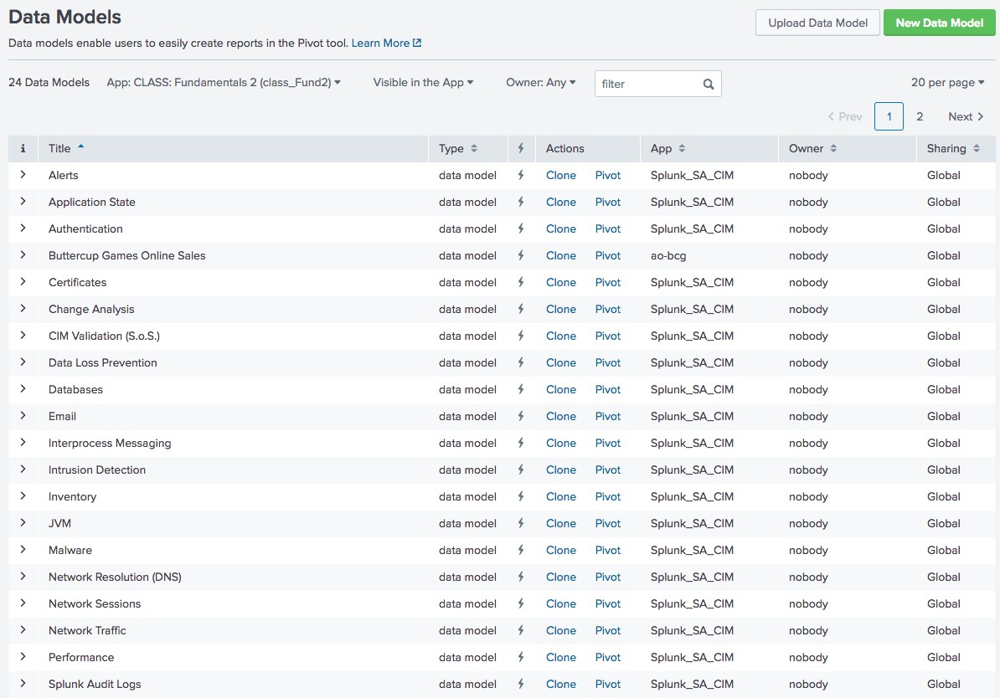 Data Models
Upload Data Model New Data Model
Data models enable users to easily create reports in the Pivot tool. Learn More
24 Data Models App: CLASS: Fundamentals 2 (class_Fund2) Visible in the App Owner: Any filter 20 per page
< Prev 1 2 Next >
i Title Type Actions App Owner Sharing
> Alerts data model Clone Pivot Splunk_SA_CIM nobody Global
> Application State data model Clone Pivot Splunk_SA_CIM nobody Global
> Authentication data model Clone Pivot Splunk_SA_CIM nobody Global
> Buttercup Games Online Sales data model Clone Pivot ao-bcg nobody Global
> Certificates data model Clone Pivot Splunk_SA_CIM nobody Global
> Change Analysis data model Clone Pivot Splunk_SA_CIM nobody Global
> CIM Validation (S.o.S.) data model Clone Pivot Splunk_SA_CIM nobody Global
> Data Loss Prevention data model Clone Pivot Splunk_SA_CIM nobody Global
> Databases data model Clone Pivot Splunk_SA_CIM nobody Global
> Email data model Clone Pivot Splunk_SA_CIM nobody Global
> Interprocess Messaging data model Clone Pivot Splunk_SA_CIM nobody Global
> Intrusion Detection data model Clone Pivot Splunk_SA_CIM nobody Global
> Inventory data model Clone Pivot Splunk_SA_CIM nobody Global
> JVM data model Clone Pivot Splunk_SA_CIM nobody Global
> Malware data model Clone Pivot Splunk_SA_CIM nobody Global
> Network Resolution (DNS) data model Clone Pivot Splunk_SA_CIM nobody Global
> Network Sessions data model Clone Pivot Splunk_SA_CIM nobody Global
> Network Traffic data model Clone Pivot Splunk_SA_CIM nobody Global
> Performance data model Clone Pivot Splunk_SA_CIM nobody Global
> Splunk Audit Logs data model Clone Pivot Splunk_SA_CIM nobody Global